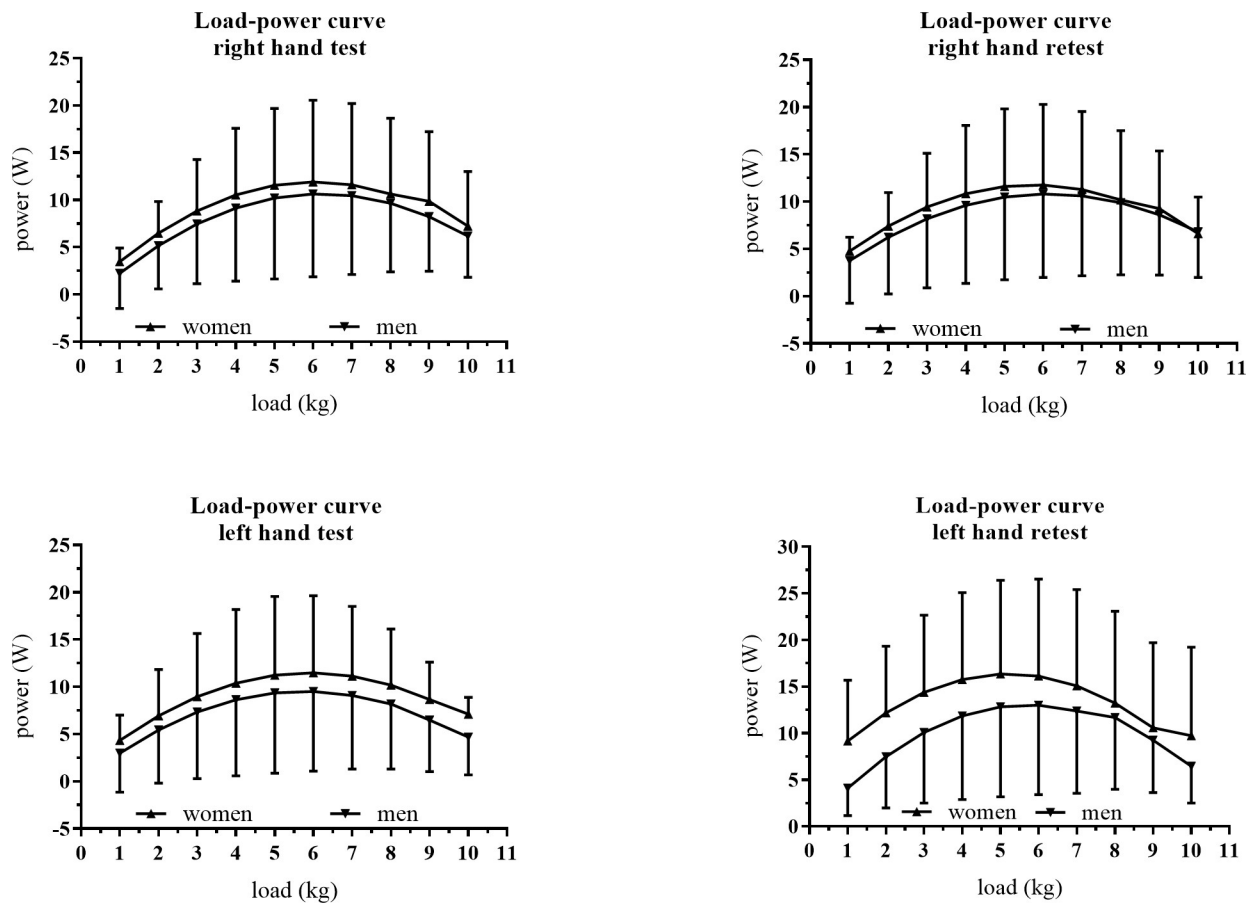 Load-power curve
right hand test
25
20
15
10
5
0
-5
power (W)
women
men
0 1 2 3 4 5 6 7 8 9 10 11
load (kg)
Load-power curve
right hand retest
25
20
15
10
5
0
-5
power (W)
women
men
0 1 2 3 4 5 6 7 8 9 10 11
load (kg)
Load-power curve
left hand test
25
20
15
10
5
0
-5
power (W)
women
men
0 1 2 3 4 5 6 7 8 9 10 11
load (kg)
Load-power curve
left hand retest
30
25
20
15
10
5
0
power (W)
women
men
0 1 2 3 4 5 6 7 8 9 10 11
load (kg)